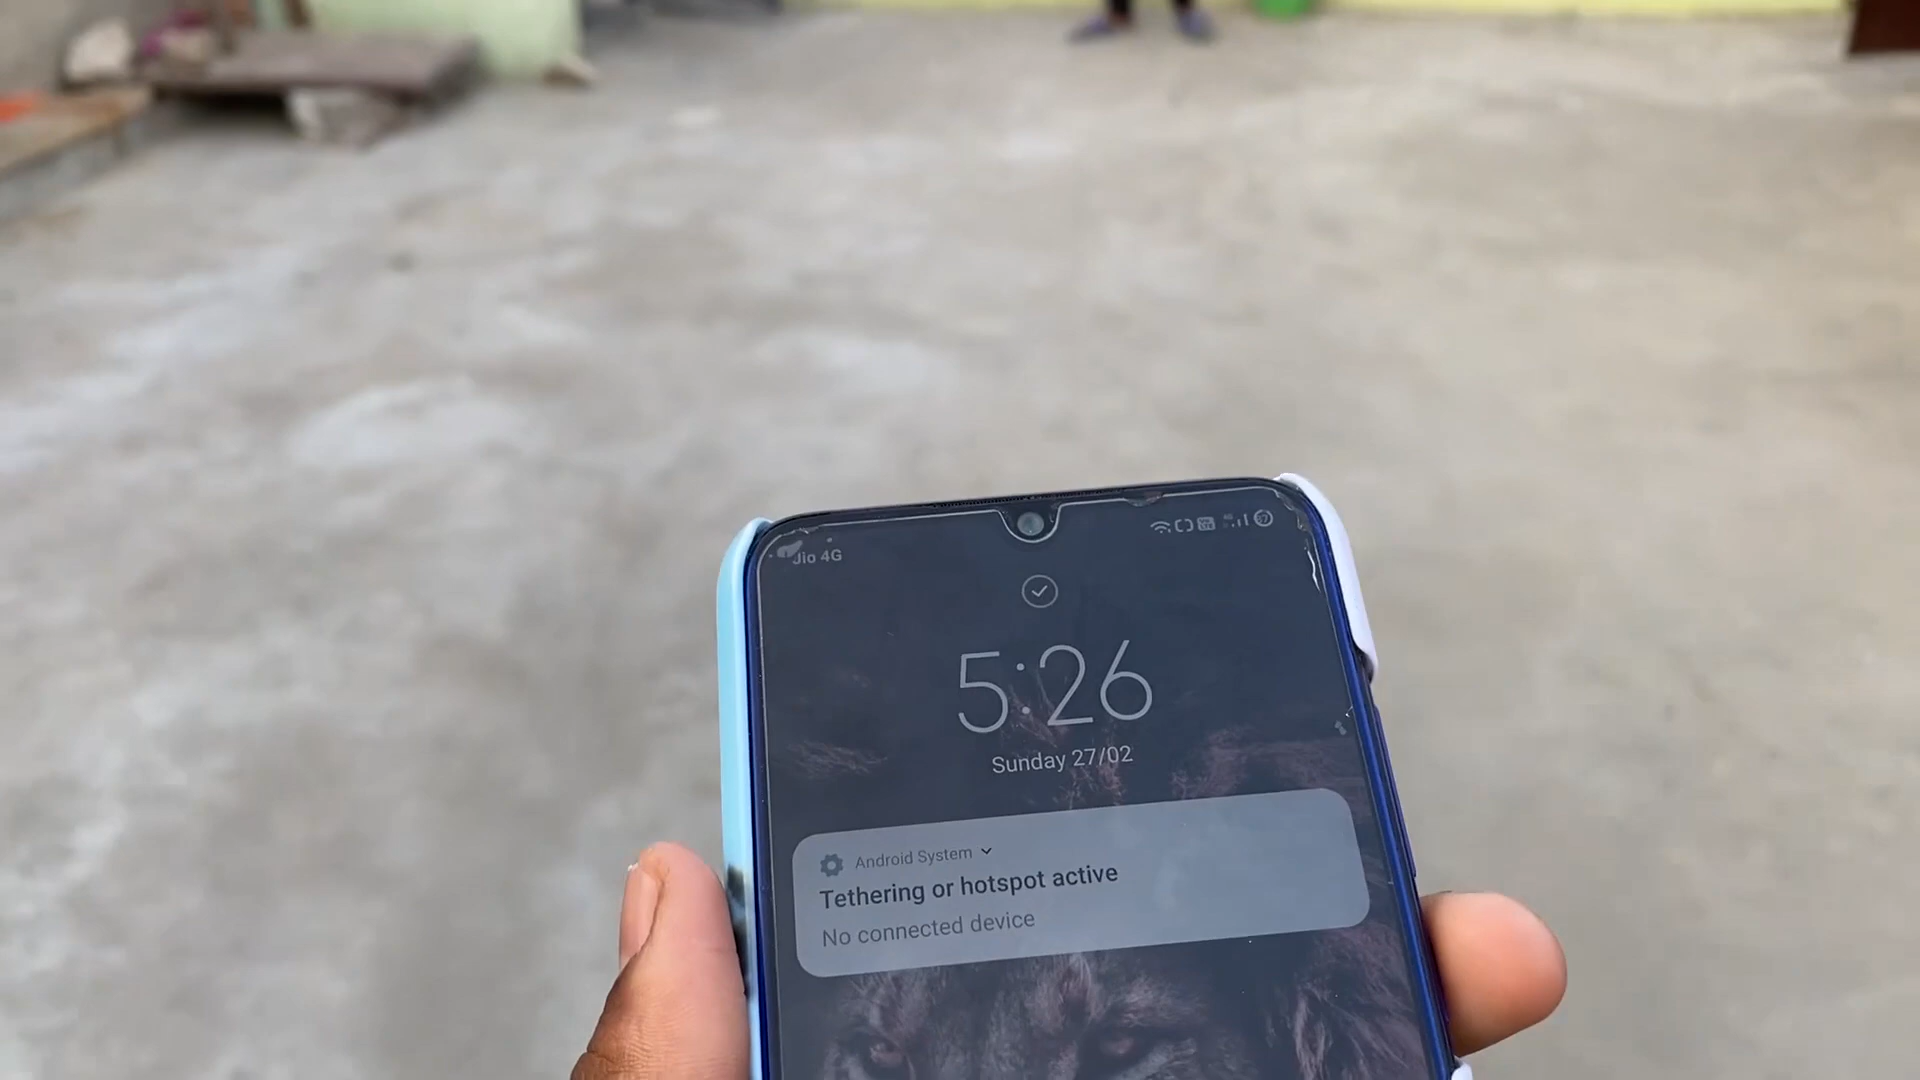 Jio 4G
5:26
Sunday 27/02
Android System
Tethering or hotspot active
No connected device